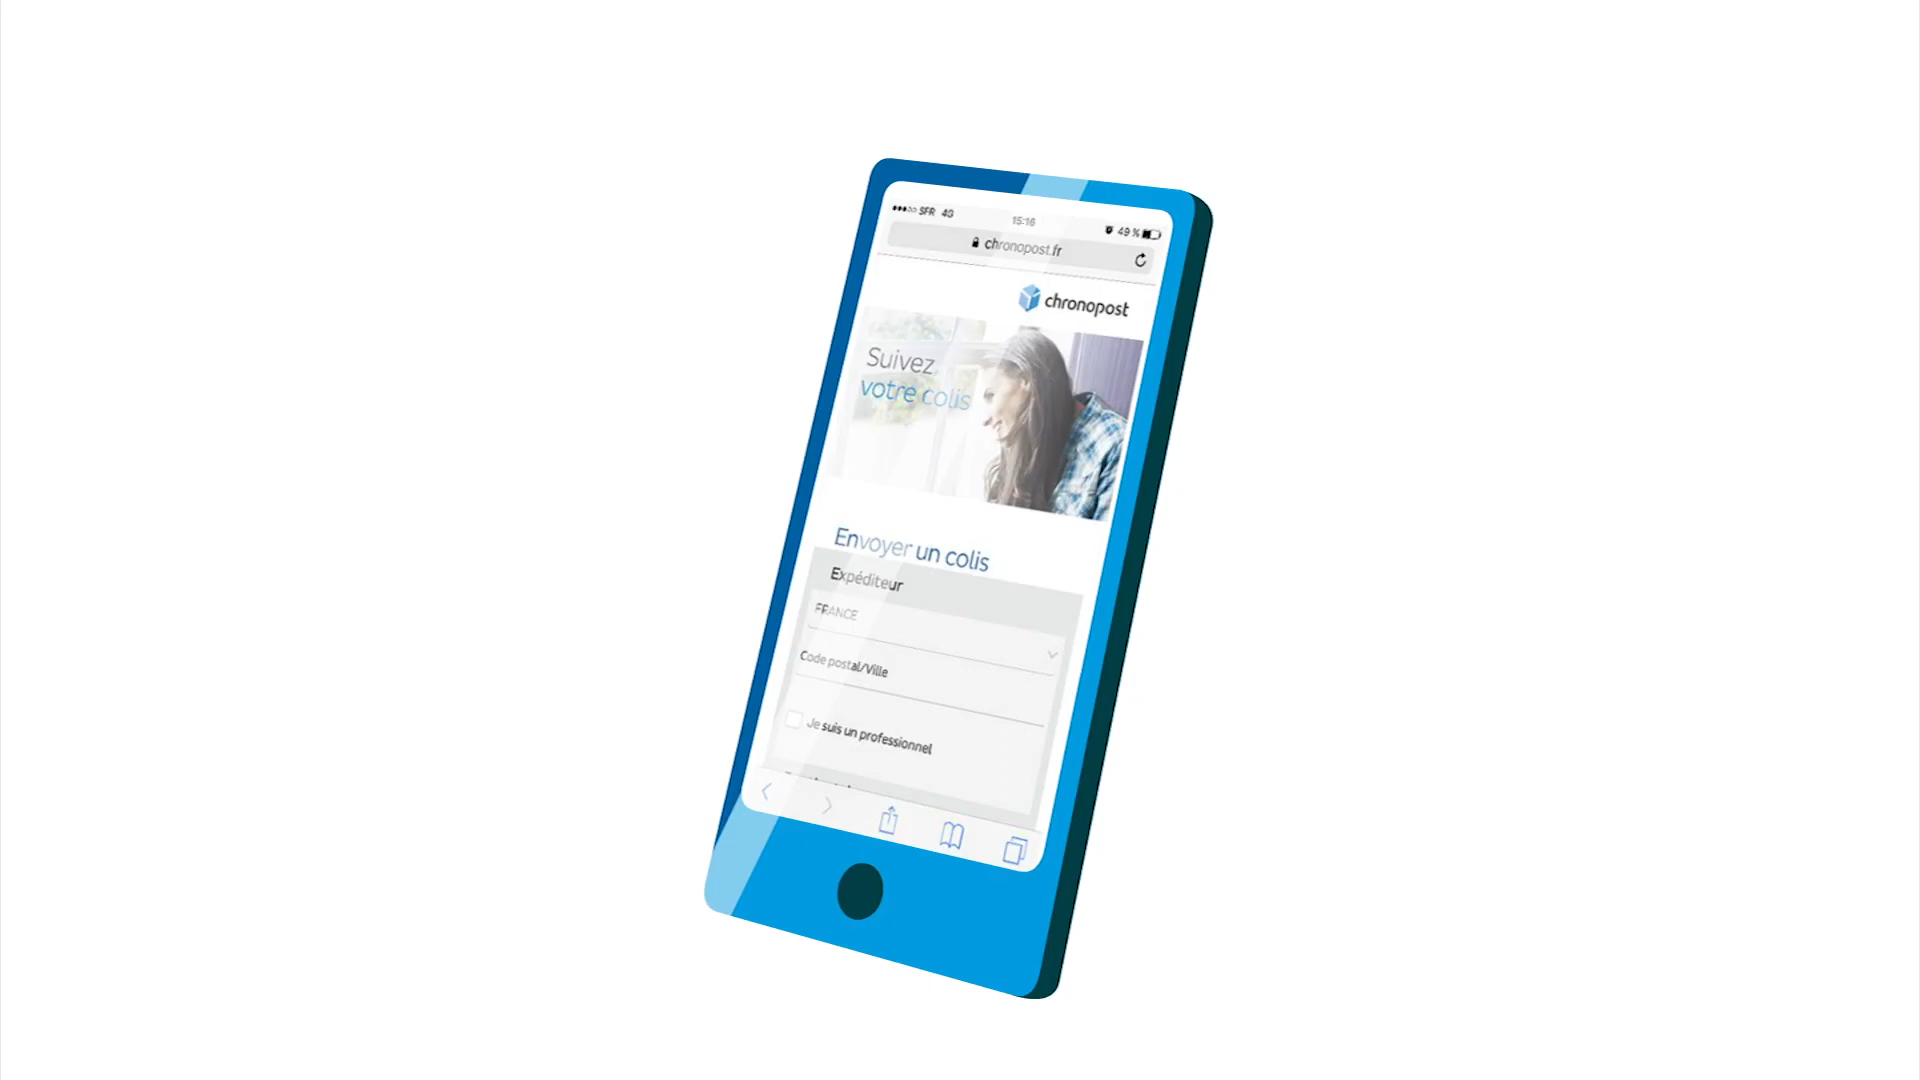 SFR 4G 15:16 49 %
chronopost.fr
chronopost
Suivez
votre colis
Envoyer un colis
Expéditeur
FRANCE
Code postal/Ville
Je suis un professionnel